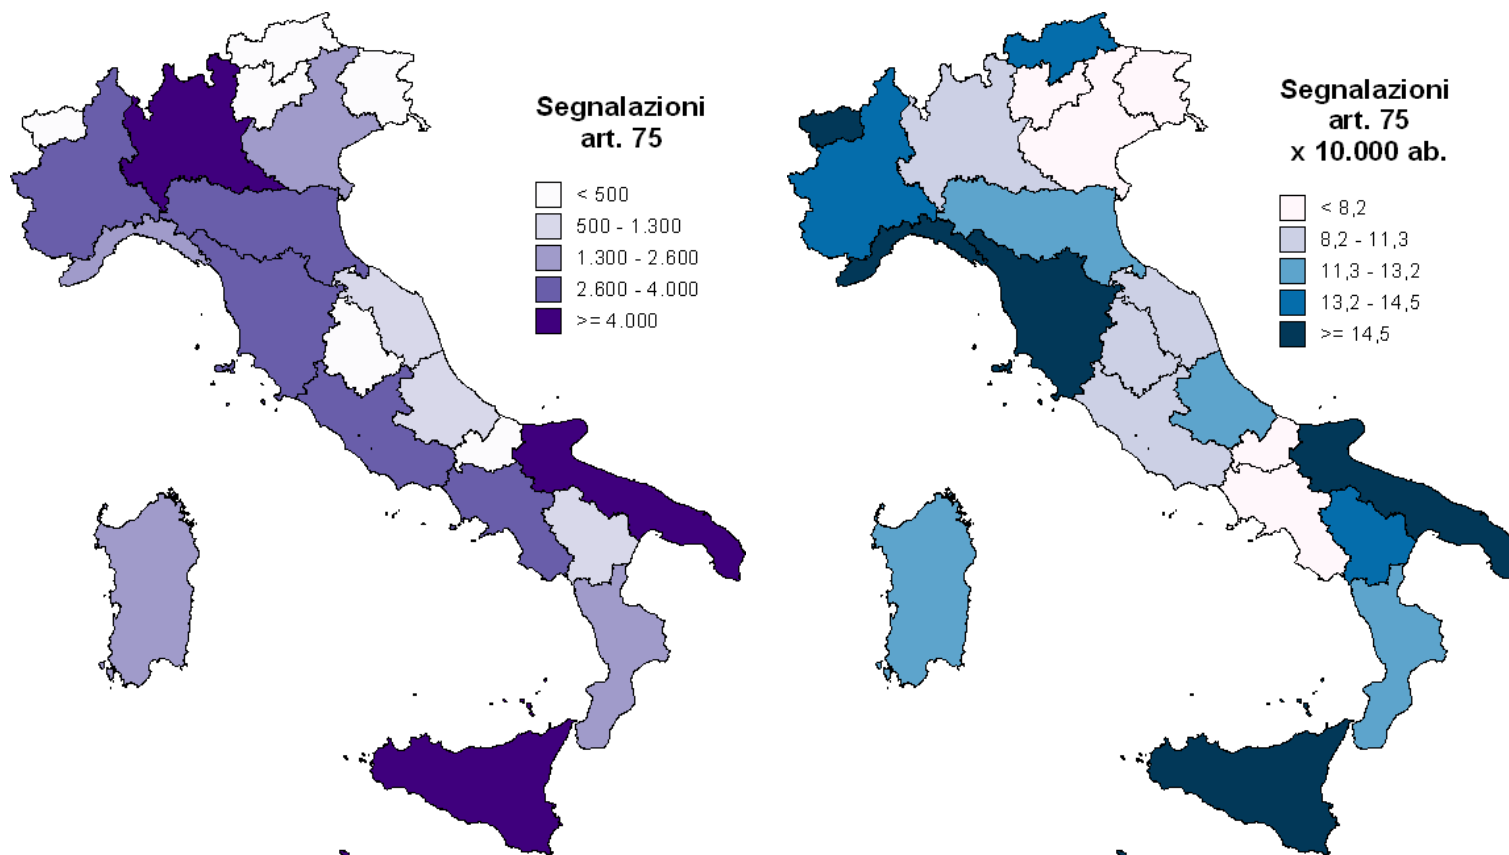 Segnalazioni
art. 75
< 500
500 - 1.300
1.300 - 2.600
2.600 - 4.000
>= 4.000
Segnalazioni
art. 75
x 10.000 ab.
< 8,2
8,2 - 11,3
11,3 - 13,2
13,2 - 14,5
>= 14,5